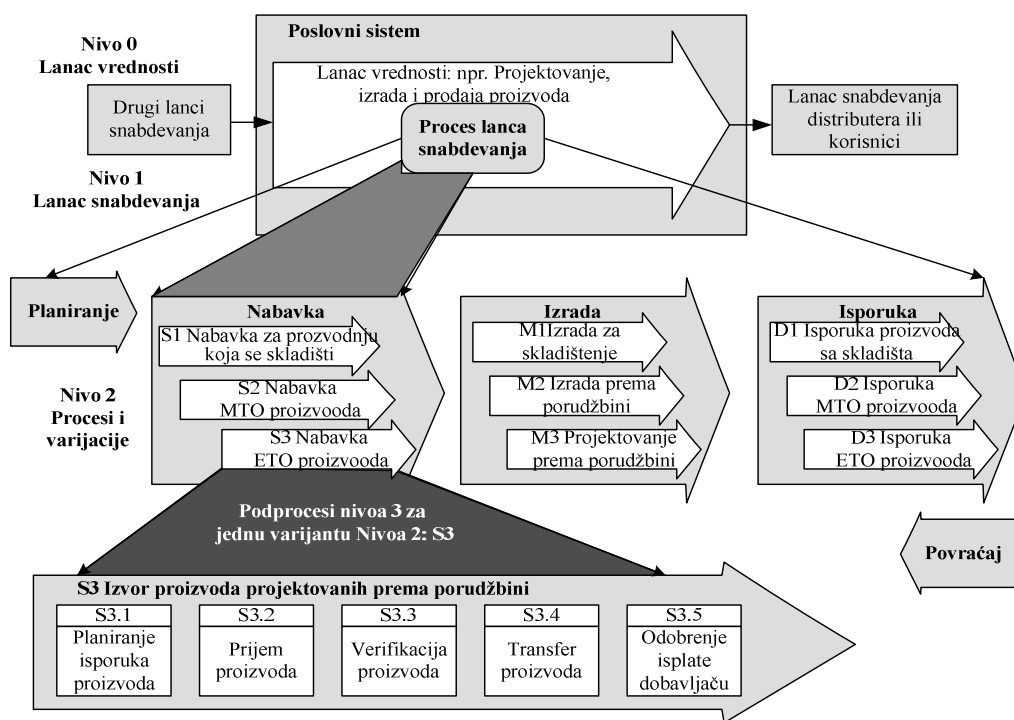 Nivo 0
Lanac vrednosti
Poslovni sistem
Lanac vrednosti: npr. Projektovanje,
izrada i prodaja proizvoda
Drugi lanci
snabdevanja
Proces lanca
snabdevanja
Lanac snabdevanja
distributera ili
korisnici
Nivo 1
Lanac snabdevanja
Planiranje
Nabavka
S1 Nabavka za prozvodnju
koja se skladišti
S2 Nabavka
MTO proizvooda
S3 Nabavka
ETO proizvooda
Izrada
M1Izrada za
skladištenje
M2 Izrada prema
porudžbini
M3 Projektovanje
prema porudžbini
Isporuka
D1 Isporuka proizvoda
sa skladišta
D2 Isporuka
MTO proizvooda
D3 Isporuka
ETO proizvooda
Nivo 2
Procesi i
varijacije
Podprocesi nivoa 3 za
jednu varijantu Nivoa 2: S3
Povraćaj
S3 Izvor proizvoda projektovanih prema porudžbini
S3.1
Planiranje
isporuka
proizvoda
S3.2
Prijem
proizvoda
S3.3
Verifikacija
proizvoda
S3.4
Transfer
proizvoda
S3.5
Odobrenje
isplate
dobavljaču